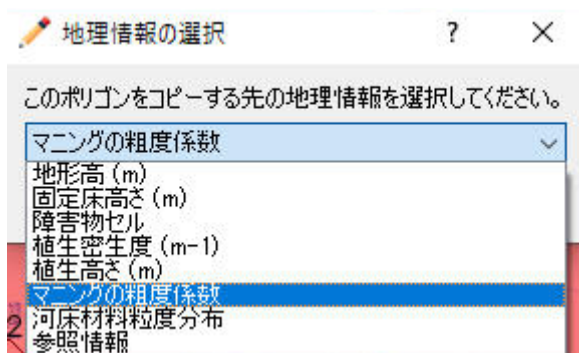 地理情報の選択 ? ×
このポリゴンをコピーする先の地理情報を選択してください。
マニングの粗度係数
地形高 (m)
固定床高さ (m)
障害物セル
植生密生度 (m-1)
植生高さ (m)
マニングの粗度係数
河床材料粒度分布
参照情報
2